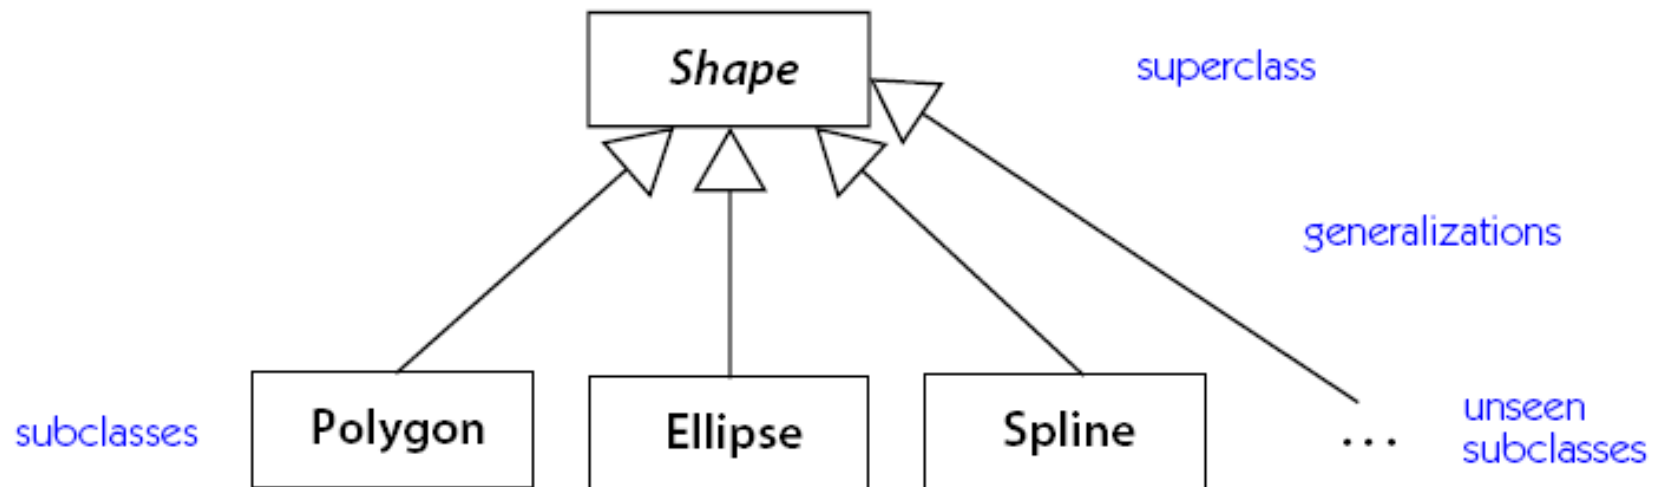 Shape
superclass
generalizations
subclasses
Polygon
Ellipse
Spline
...
unseen
subclasses